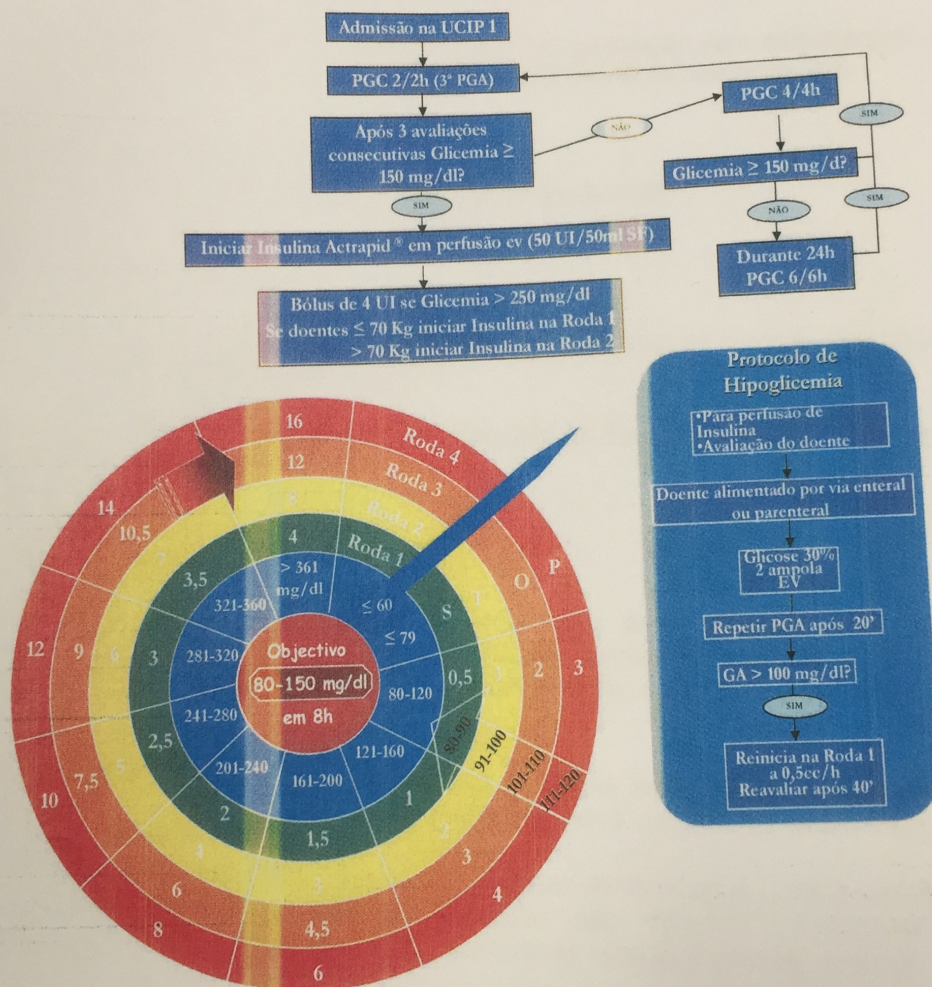 Admissão na UCIP 1
PGC 2/2h (3ª PGA)
Após 3 avaliações
consecutivas Glicemia ≥
150 mg/dl?
NÃO
PGC 4/4h
SIM
Glicemia ≥ 150 mg/d?
NÃO
SIM
Durante 24h
PGC 6/6h
SIM
Iniciar Insulina Actrapid ® em perfusão ev (50 UI/50ml SF)
Bólus de 4 UI se Glicemia > 250 mg/dl
Se doentes ≤ 70 Kg iniciar Insulina na Roda 1
> 70 Kg iniciar Insulina na Roda 2
Protocolo de
Hipoglicemia
•Para perfusão de
Insulina
•Avaliação do doente
Doente alimentado por via enteral
ou parenteral
Glicose 30%
2 ampola
EV
Repetir PGA após 20'
GA > 100 mg/dl?
SIM
Reinicia na Roda 1
a 0,5cc/h
Reavaliar após 40'
Roda 4
Roda 3
Roda 2
Roda 1
S
T
O
P
16
12
8
4
> 361
mg/dl
14
10,5
7
3,5
321-360
12
9
6
3
281-320
10
7,5
5
2,5
241-280
8
6
4
2
201-240
6
4,5
3
1,5
161-200
4
3
2
1
121-160
3
2
1
0,5
80-120
80-90
91-100
101-110
111-120
≤ 60
≤ 79
Objectivo
80-150 mg/dl
em 8h